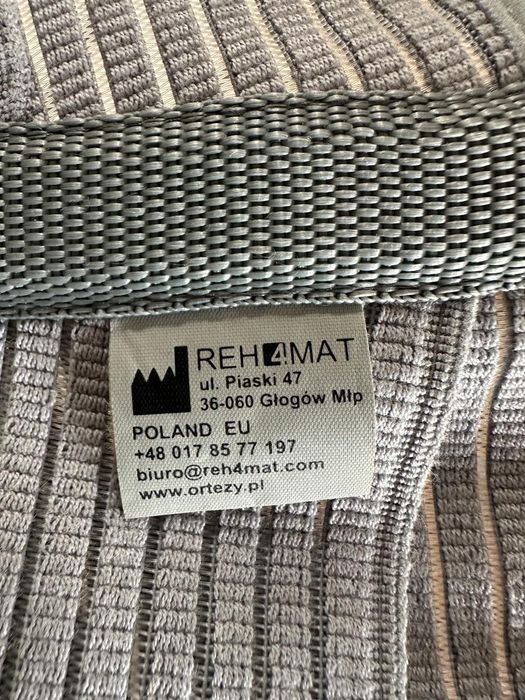 REH4MAT
ul. Piaski 47
36-060 Głogów Młp
POLAND EU
+48 017 85 77 197
biuro@reh4mat.com
www.ortezy.pl